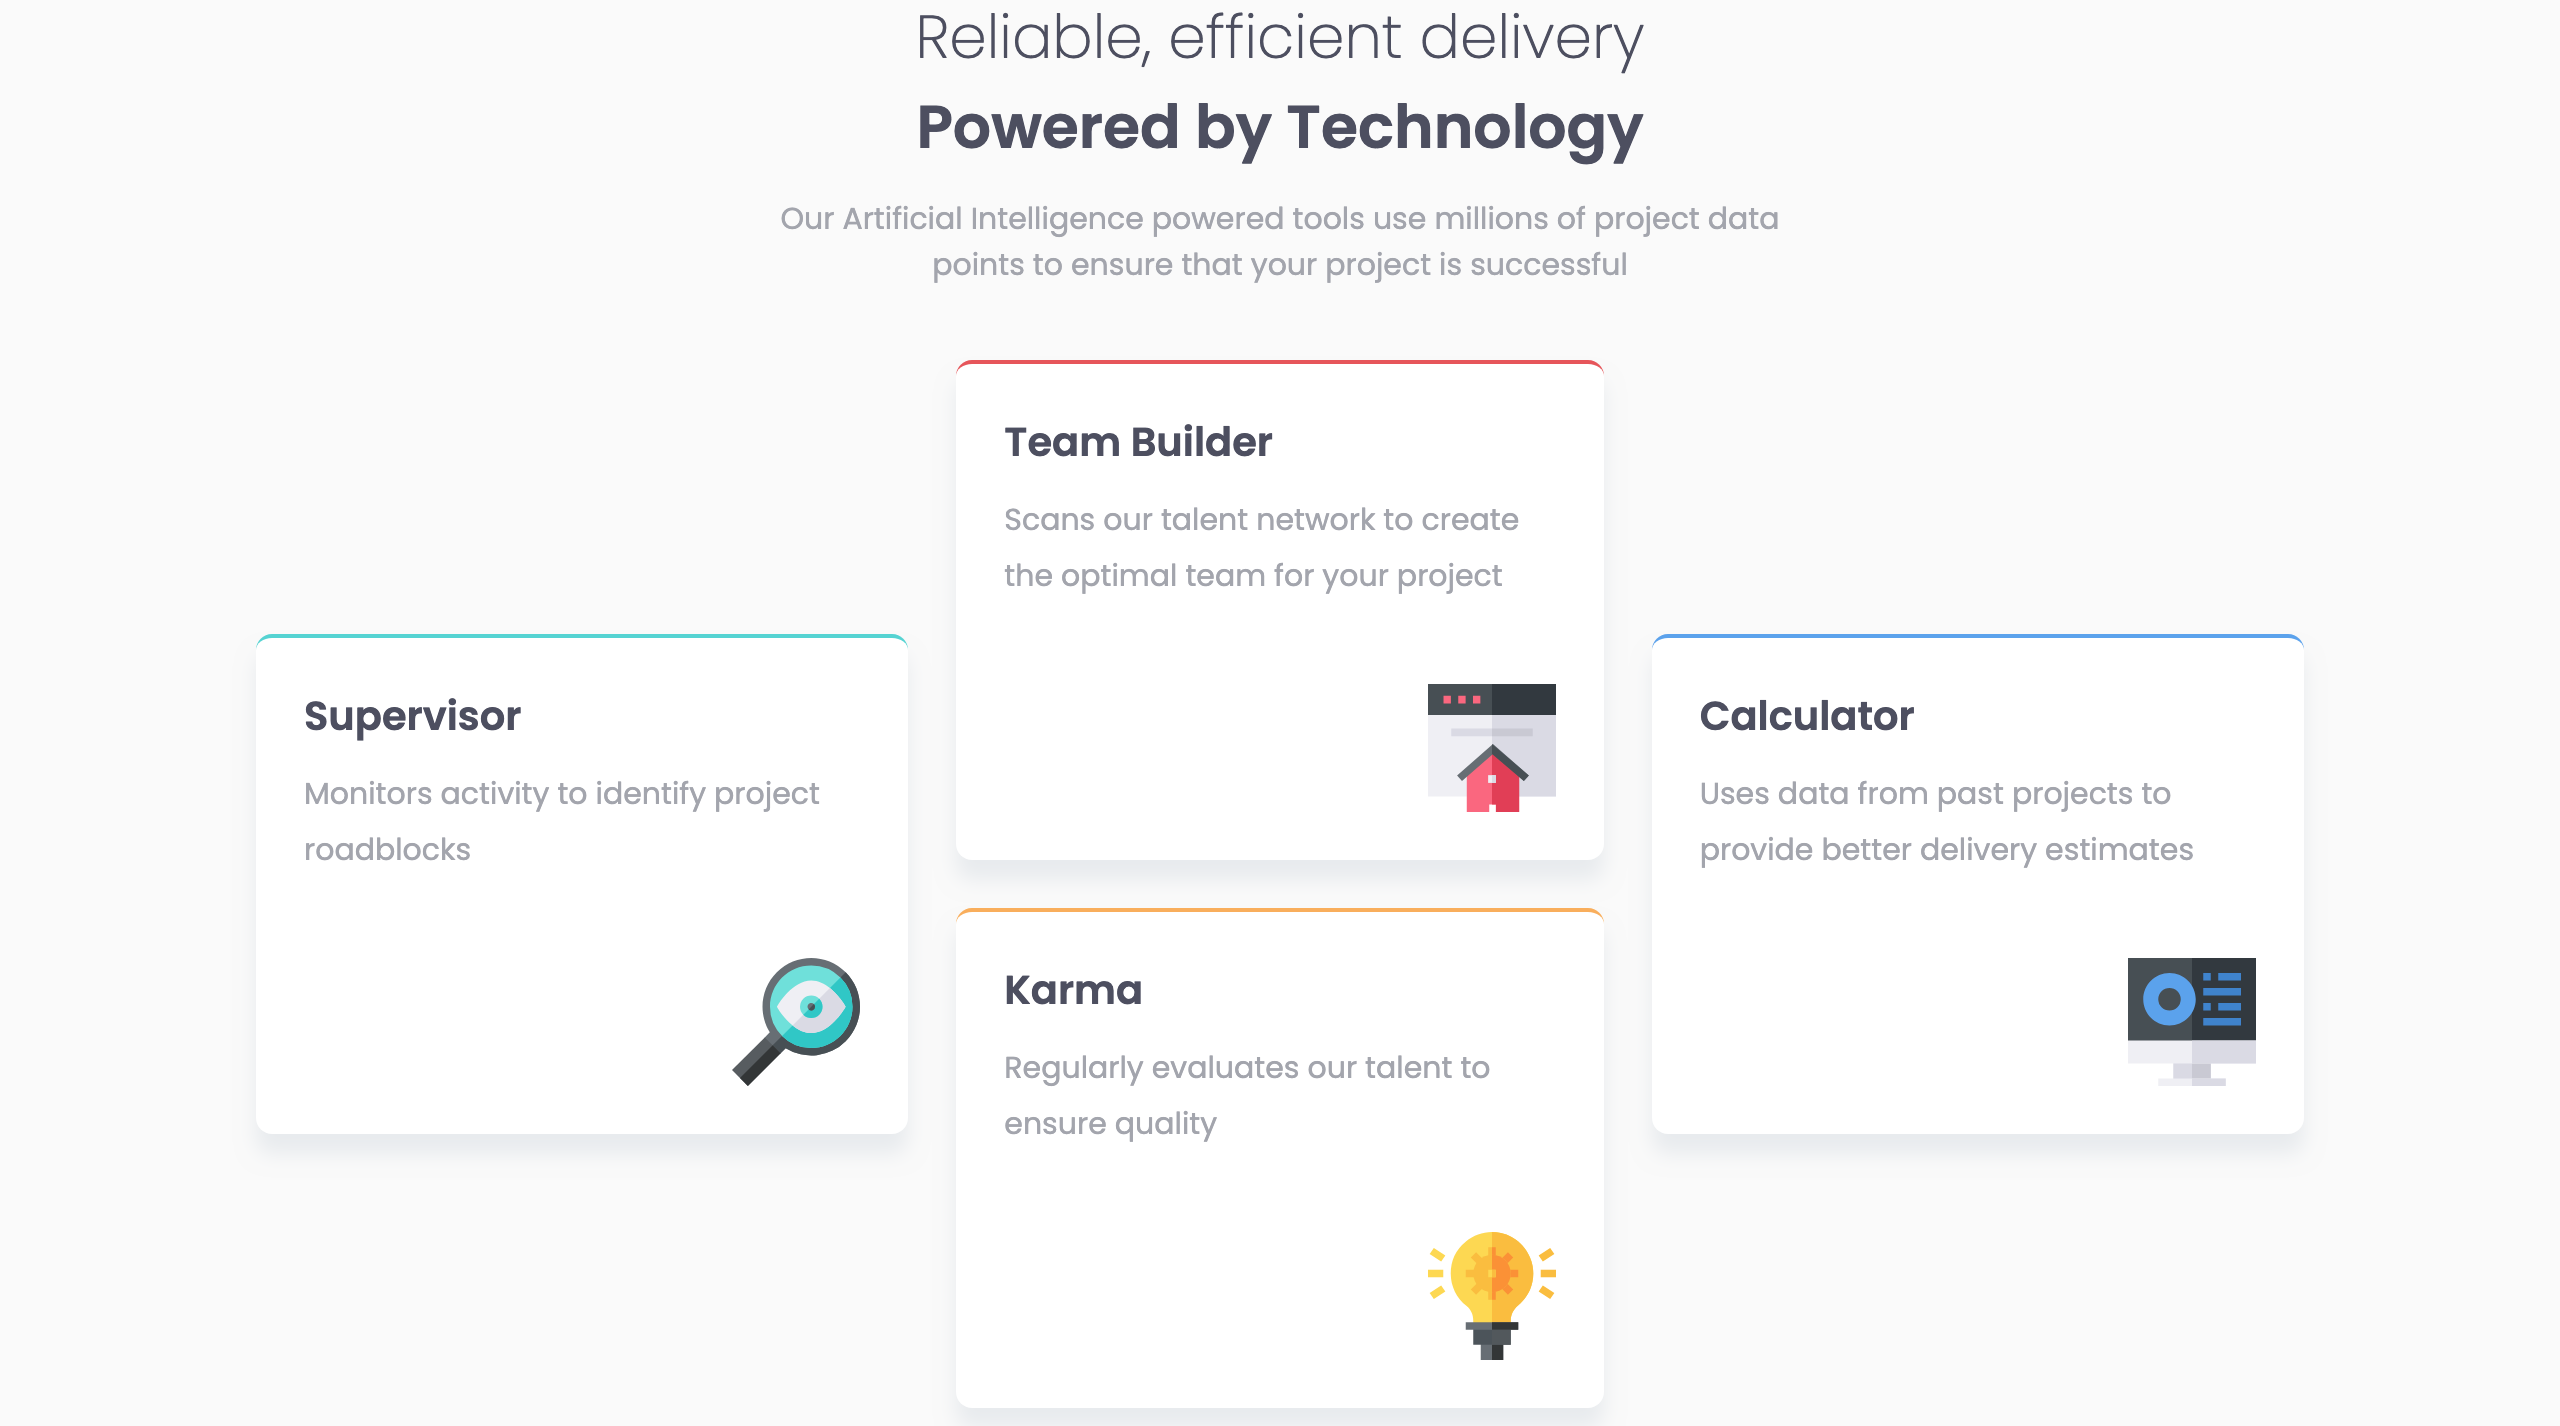 Reliable, efficient delivery
Powered by Technology
Our Artificial Intelligence powered tools use millions of project data
points to ensure that your project is successful
Team Builder
Scans our talent network to create
the optimal team for your project
Supervisor
Monitors activity to identify project
roadblocks
Calculator
Uses data from past projects to
provide better delivery estimates
Karma
Regularly evaluates our talent to
ensure quality